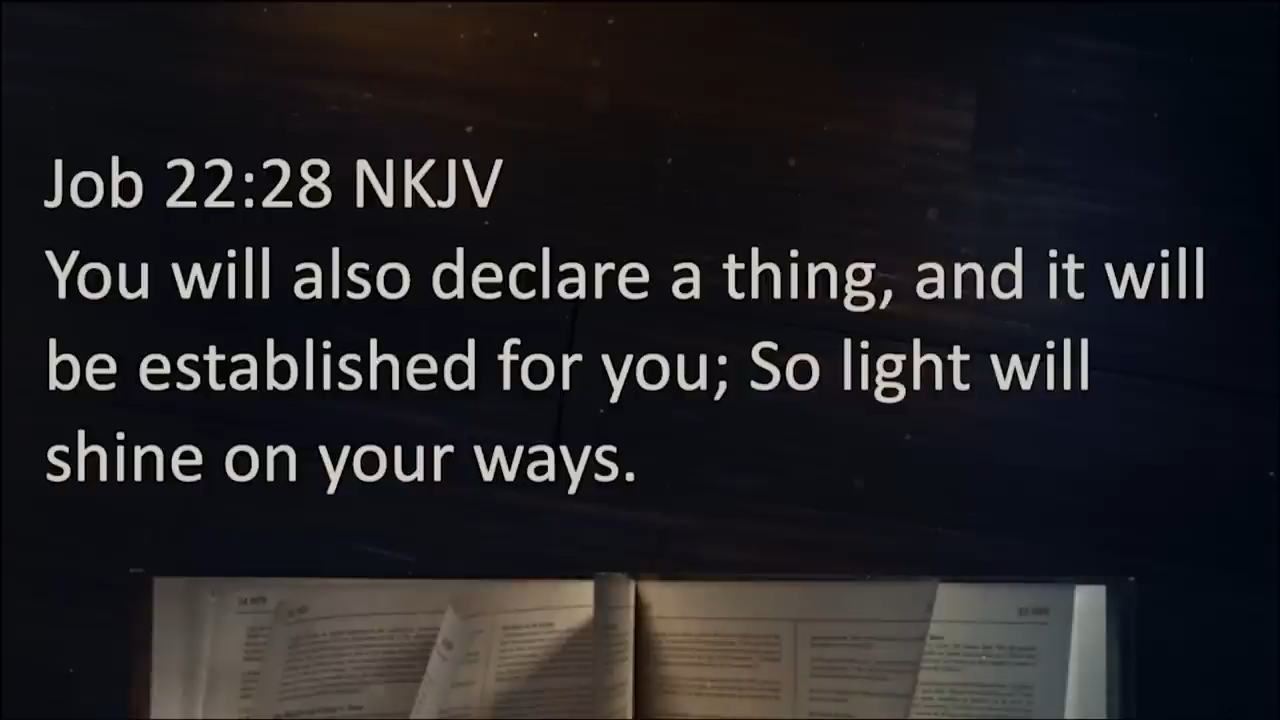 Job 22:28 NKJV
You will also declare a thing, and it will
be established for you; So light will
shine on your ways.